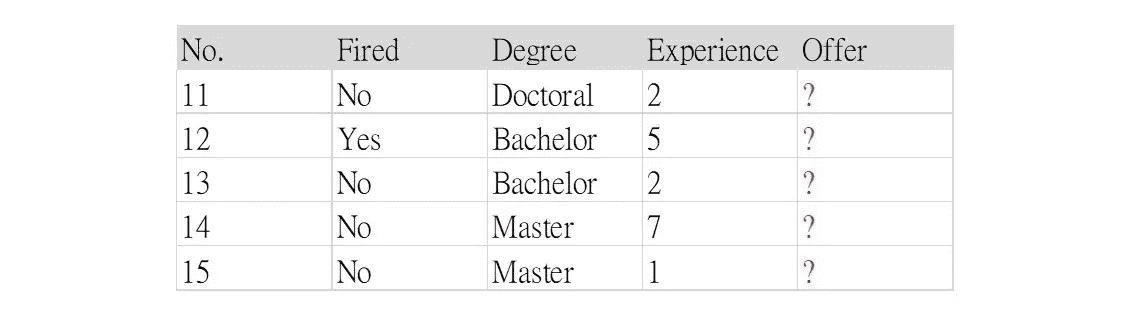 No. Fired Degree Experience Offer
11 No Doctoral 2 ?
12 Yes Bachelor 5 ?
13 No Bachelor 2 ?
14 No Master 7 ?
15 No Master 1 ?